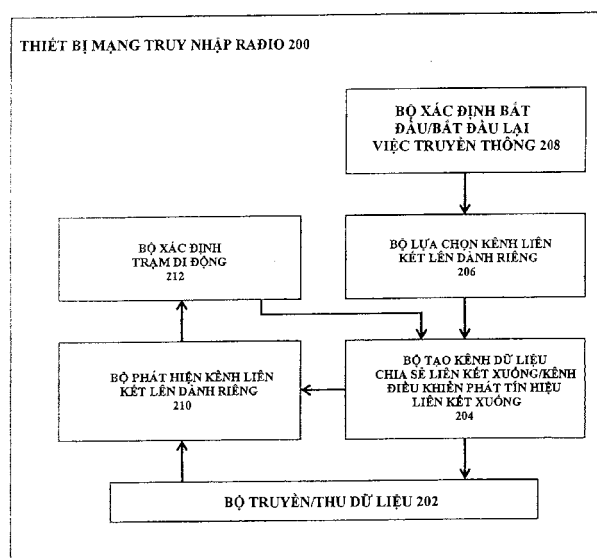 THIẾT BỊ MẠNG TRUY NHẬP RADIO 200
BỘ XÁC ĐỊNH BẮT
ĐẦU/BẮT ĐẦU LẠI
VIỆC TRUYỀN THÔNG 208
BỘ XÁC ĐỊNH
TRẠM DI ĐỘNG
212
BỘ LỰA CHỌN KÊNH LIÊN
KẾT LÊN DÀNH RIÊNG
206
BỘ PHÁT HIỆN KÊNH LIÊN
KẾT LÊN DÀNH RIÊNG
210
BỘ TẠO KÊNH DỮ LIỆU
CHIA SẺ LIÊN KẾT XUỐNG/KÊNH
ĐIỀU KHIỂN PHÁT TÍN HIỆU
LIÊN KẾT XUỐNG
204
BỘ TRUYỀN/THU DỮ LIỆU 202